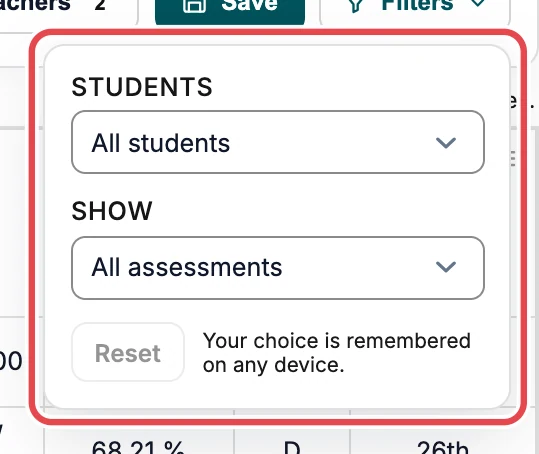 achers 2 Save Filters
STUDENTS
All students
SHOW
All assessments
Reset
Your choice is remembered
on any device.
00
68.21 % D 26th